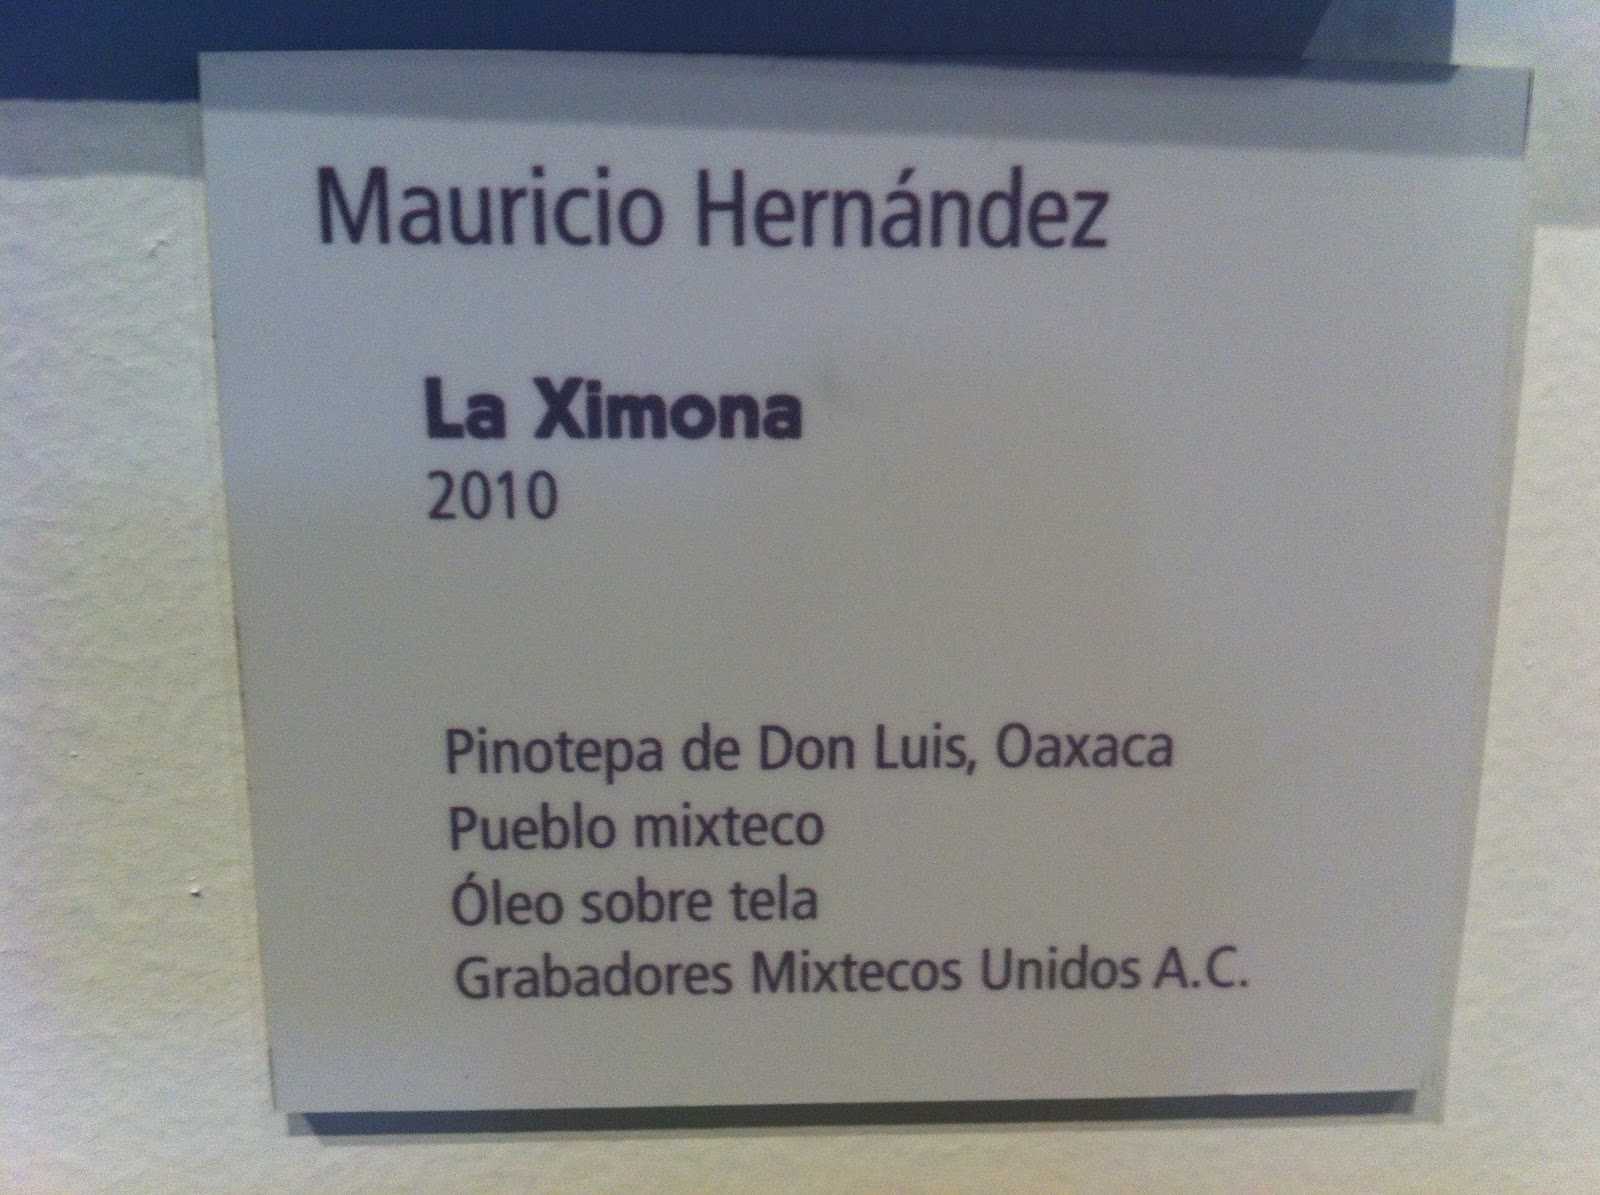 Mauricio Hernández
La Ximona
2010
Pinotepa de Don Luis, Oaxaca
Pueblo mixteco
Óleo sobre tela
Grabadores Mixtecos Unidos A.C.